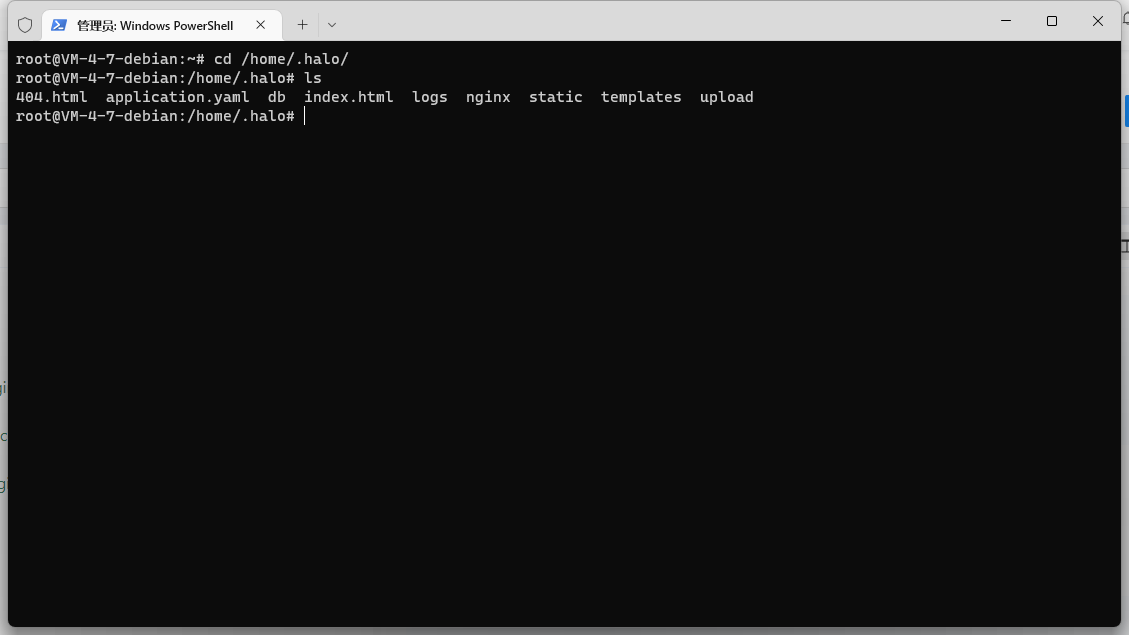 管理员: Windows PowerShell
root@VM-4-7-debian:~# cd /home/.halo/
root@VM-4-7-debian:/home/.halo# ls
404.html  application.yaml  db  index.html  logs  nginx  static  templates  upload
root@VM-4-7-debian:/home/.halo#